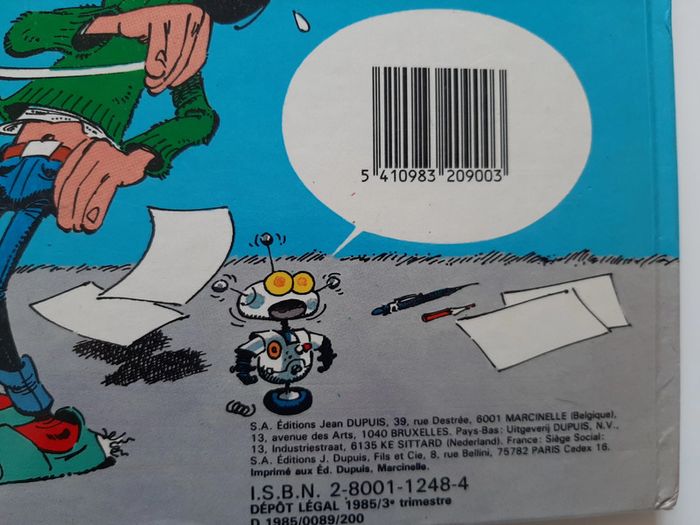 5 410983 209003
S.A. Éditions Jean DUPUIS, 39, rue Destrée, 6001 MARCINELLE (Belgique),
13, avenue des Arts, 1040 BRUXELLES. Pays-Bas: Uitgeverij DUPUIS, N.V.,
13, Industriestraat, 6135 KE SITTARD (Nederland). France: Siège Social:
S.A. Éditions J. Dupuis, Fils et Cie, 8, rue Bellini, 75782 PARIS Cedex 16.
Imprimé aux Éd. Dupuis, Marcinelle.
I.S.B.N. 2-8001-1248-4
DÉPÔT LÉGAL 1985/3e trimestre
D 1985/0089/200